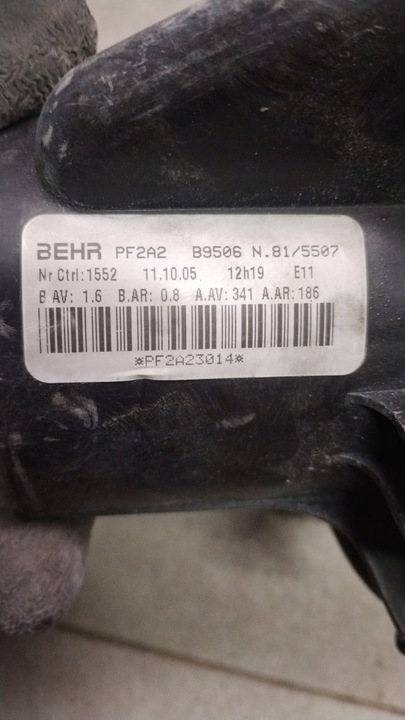 BEHR PF2A2 B9506 N.81/5507
Nr Ctrl:1552 11.10.05 12h19 E11
B AV: 1.6 B.AR: 0.8 A.AV: 341 A.AR: 186
*PF2A23014*